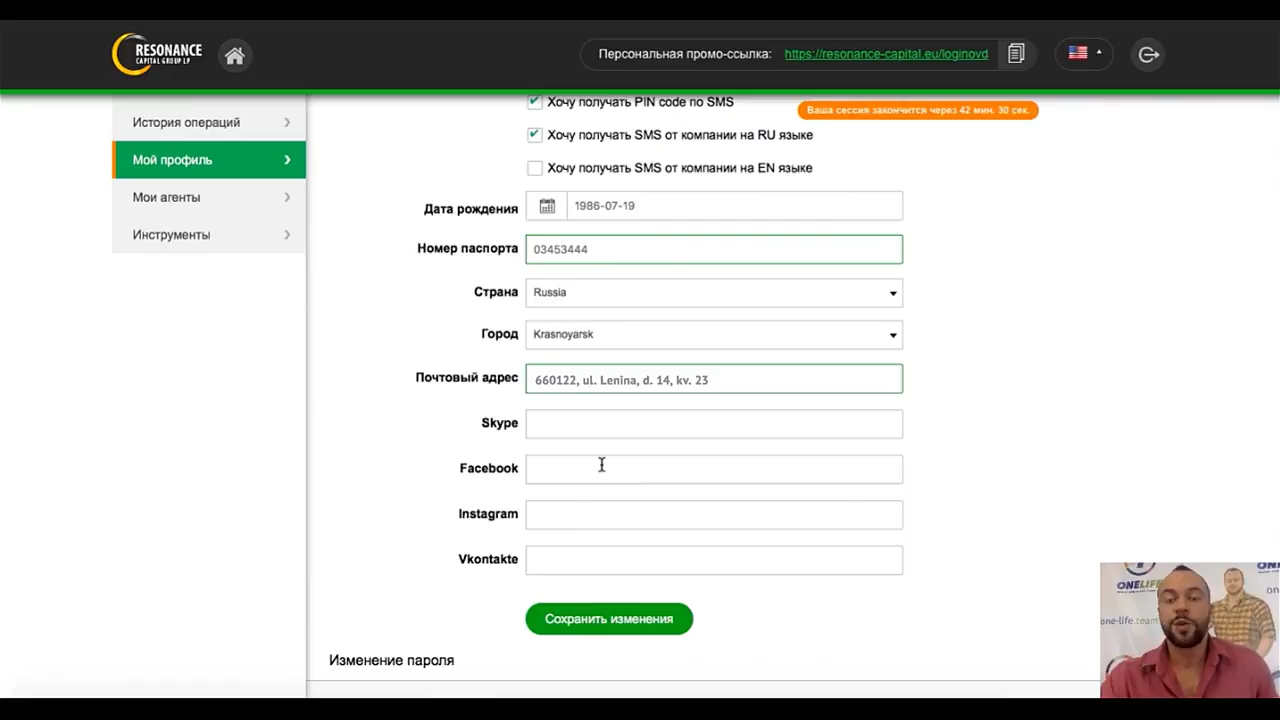 RESONANCE
CAPITAL GROUP LP
Персональная промо-ссылка: https://resonance-capital.eu/loginovd
Хочу получать PIN code по SMS
Ваша сессия закончится через 42 мин. 30 сек.
История операций
Хочу получать SMS от компании на RU языке
Мой профиль
Хочу получать SMS от компании на EN языке
Мои агенты
Дата рождения
1986-07-19
Инструменты
Номер паспорта
03453444
Страна
Russia
Город
Krasnoyarsk
Почтовый адрес
660122, ul. Lenina, d. 14, kv. 23
Skype
Facebook
Instagram
Vkontakte
Сохранить изменения
Изменение пароля
ONELIFE
one-life.team